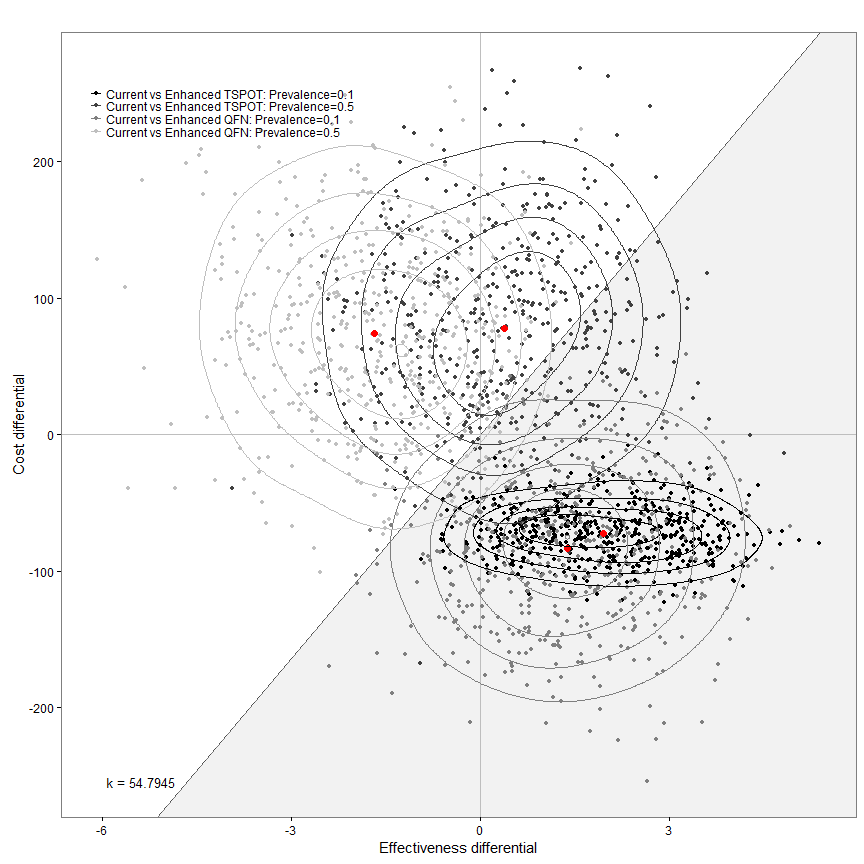 Current vs Enhanced TSPOT: Prevalence=0.1
Current vs Enhanced TSPOT: Prevalence=0.5
Current vs Enhanced QFN: Prevalence=0.1
Current vs Enhanced QFN: Prevalence=0.5
200
100
0
-100
-200
Cost differential
k = 54.7945
-6
-3
0
3
Effectiveness differential